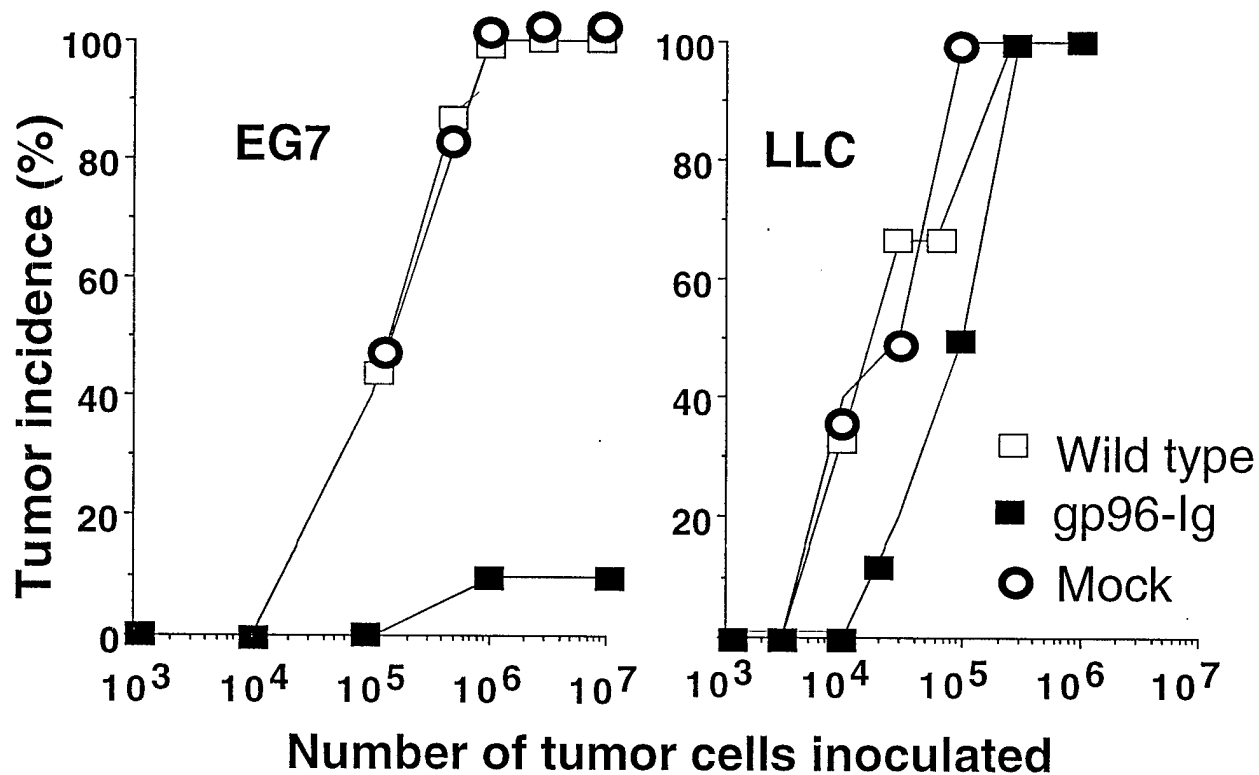 Tumor incidence (%)
100
80
60
40
20
0
EG7
10^3 10^4 10^5 10^6 10^7
100
80
60
40
20
LLC
Wild type
gp96-Ig
Mock
10^3 10^4 10^5 10^6 10^7
Number of tumor cells inoculated